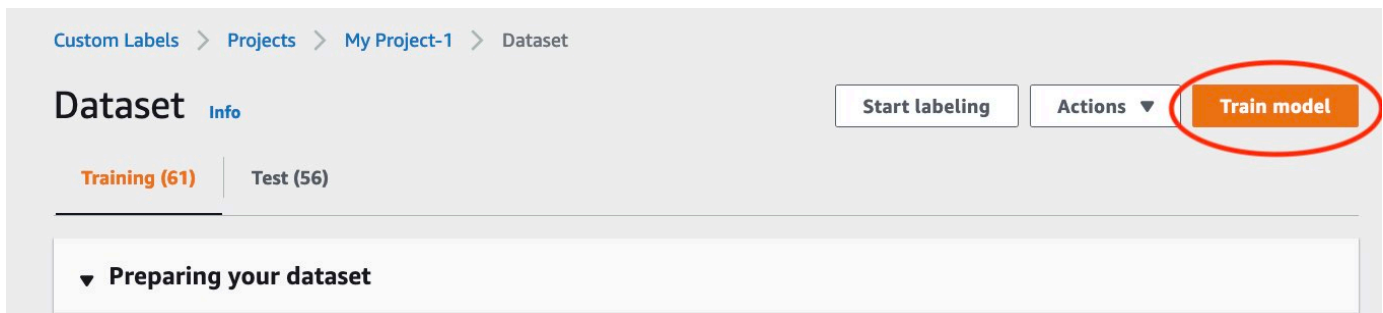 Custom Labels > Projects > My Project-1 > Dataset
Dataset Info
Start labeling Actions ▼ Train model
Training (61) Test (56)
▼ Preparing your dataset